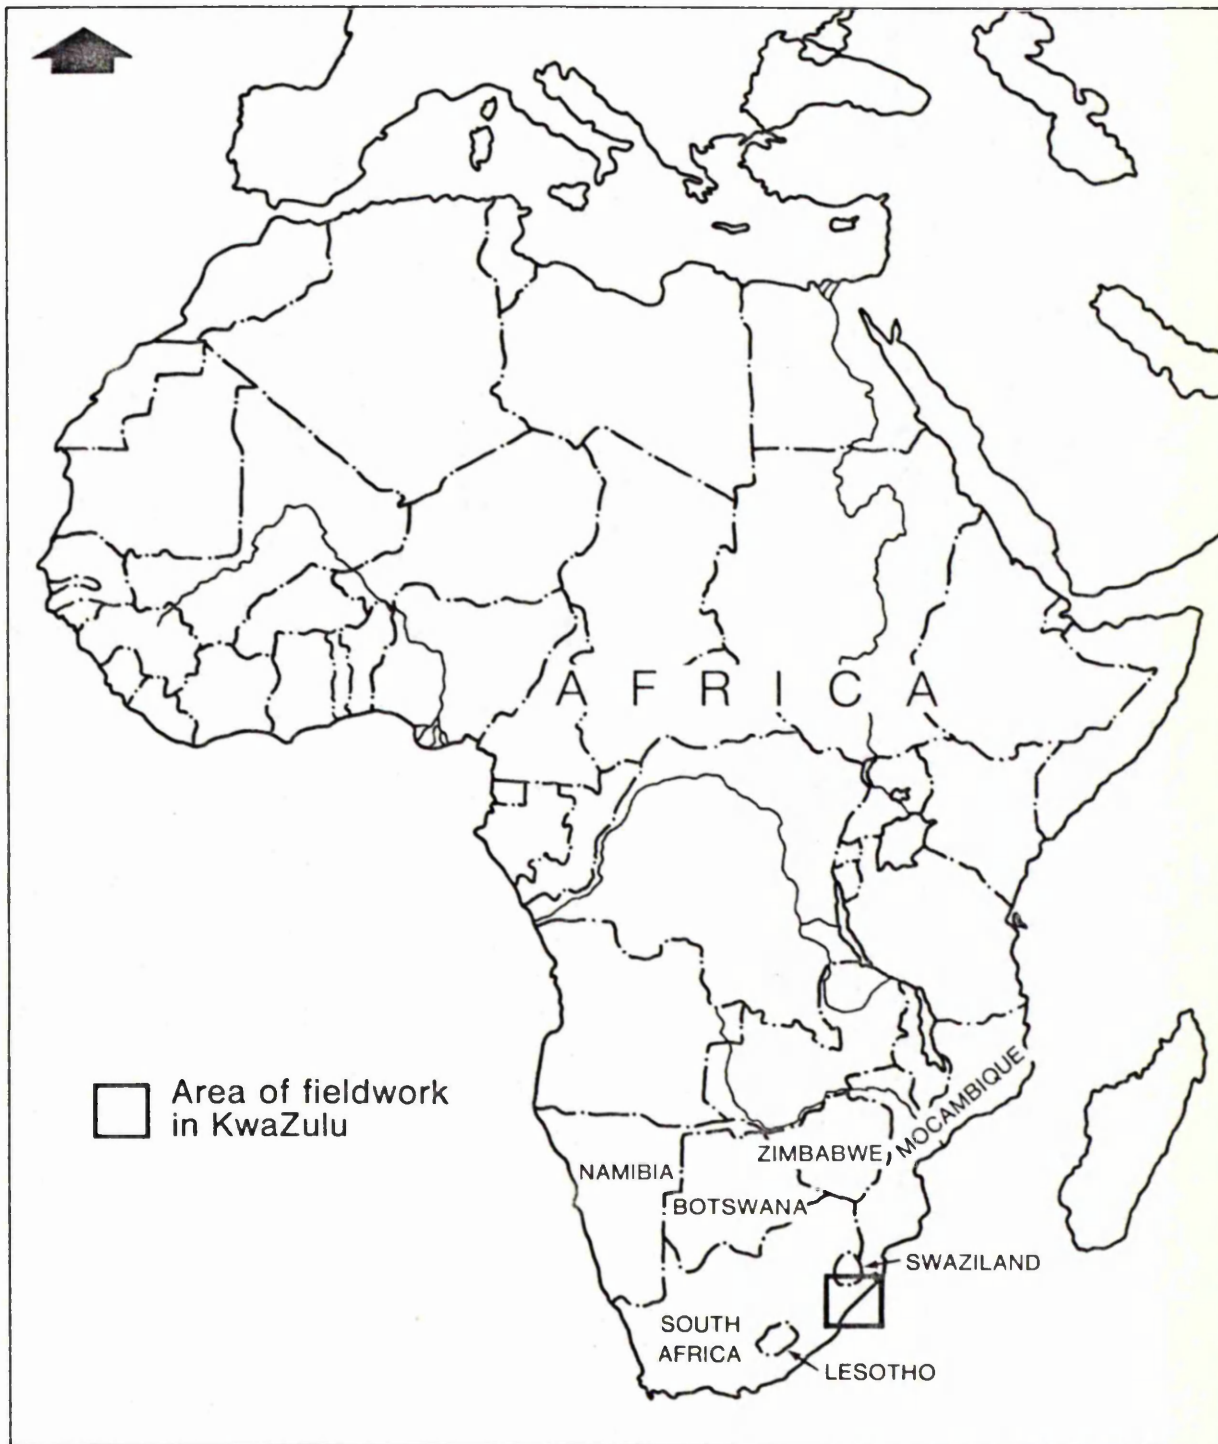 AFRICA
Area of fieldwork
in KwaZulu
MOCAMBIQUE
ZIMBABWE
NAMIBIA
BOTSWANA
SWAZILAND
SOUTH
AFRICA
LESOTHO